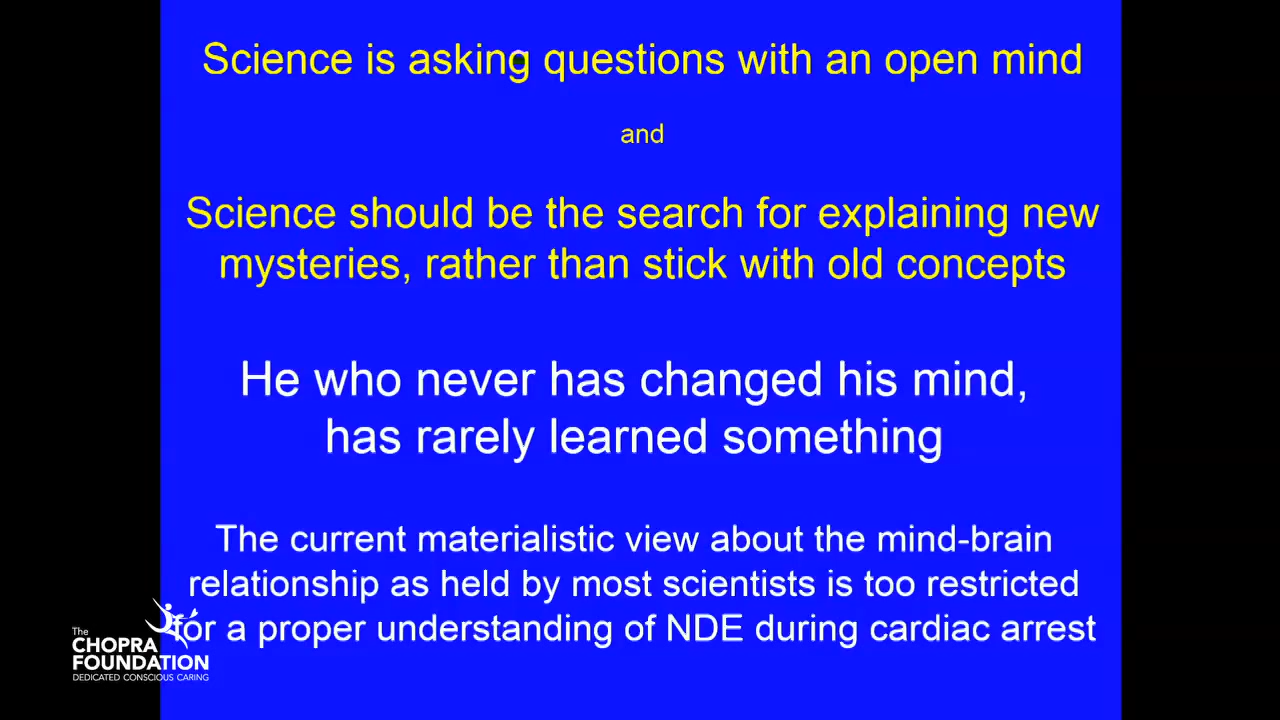 Science is asking questions with an open mind
and
Science should be the search for explaining new
mysteries, rather than stick with old concepts
He who never has changed his mind,
has rarely learned something
The current materialistic view about the mind-brain
relationship as held by most scientists is too restricted
for a proper understanding of NDE during cardiac arrest
The
CHOPRA
FOUNDATION
DEDICATED CONSCIOUS CARING